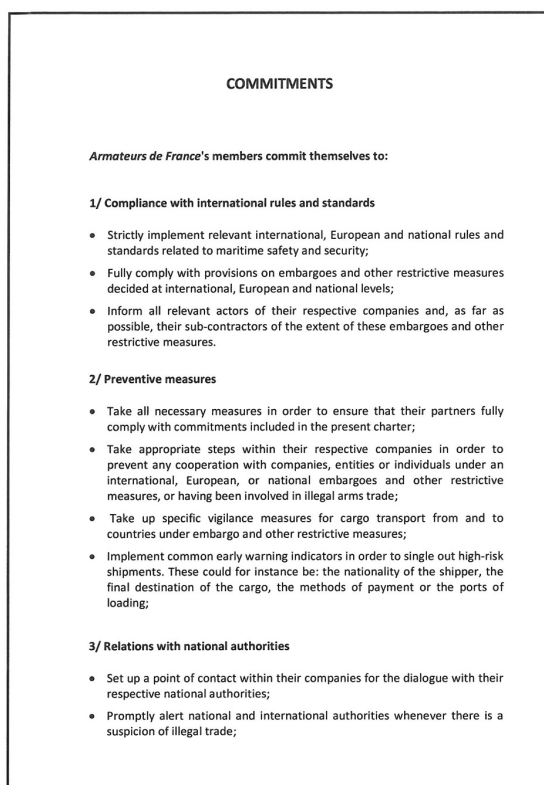 COMMITMENTS
Armateurs de France's members commit themselves to:
1/ Compliance with international rules and standards
• Strictly implement relevant international, European and national rules and
standards related to maritime safety and security;
• Fully comply with provisions on embargoes and other restrictive measures
decided at international, European and national levels;
• Inform all relevant actors of their respective companies and, as far as
possible, their sub-contractors of the extent of these embargoes and other
restrictive measures.
2/ Preventive measures
• Take all necessary measures in order to ensure that their partners fully
comply with commitments included in the present charter;
• Take appropriate steps within their respective companies in order to
prevent any cooperation with companies, entities or individuals under an
international, European, or national embargoes and other restrictive
measures, or having been involved in illegal arms trade;
• Take up specific vigilance measures for cargo transport from and to
countries under embargo and other restrictive measures;
• Implement common early warning indicators in order to single out high-risk
shipments. These could for instance be: the nationality of the shipper, the
final destination of the cargo, the methods of payment or the ports of
loading;
3/ Relations with national authorities
• Set up a point of contact within their companies for the dialogue with their
respective national authorities;
• Promptly alert national and international authorities whenever there is a
suspicion of illegal trade;